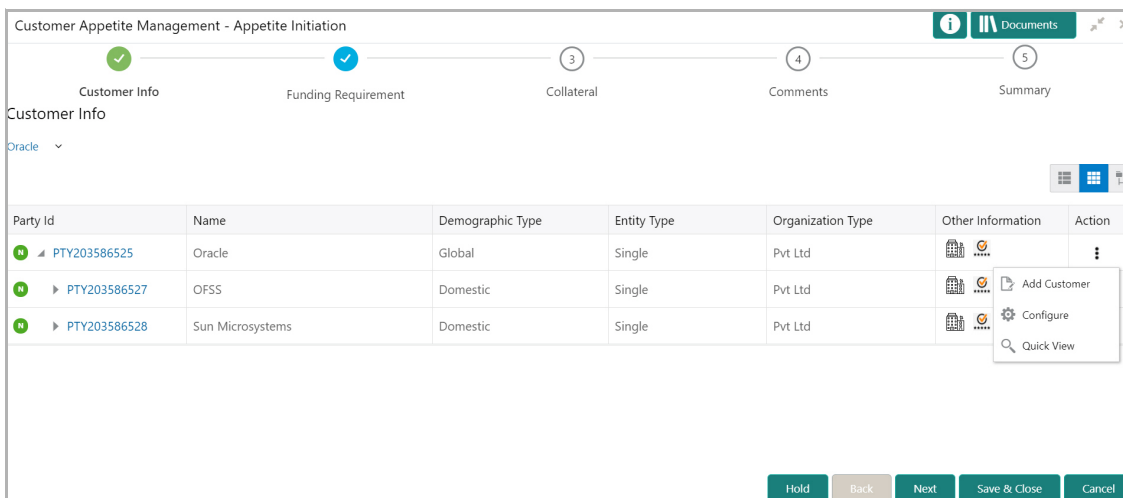 Customer Appetite Management - Appetite Initiation
i Documents
3 4 5
Customer Info Funding Requirement Collateral Comments Summary
Customer Info
Oracle
Party Id Name Demographic Type Entity Type Organization Type Other Information Action
N PTY203586525 Oracle Global Single Pvt Ltd
N PTY203586527 OFSS Domestic Single Pvt Ltd
N PTY203586528 Sun Microsystems Domestic Single Pvt Ltd
Add Customer
Configure
Quick View
Hold Back Next Save & Close Cancel